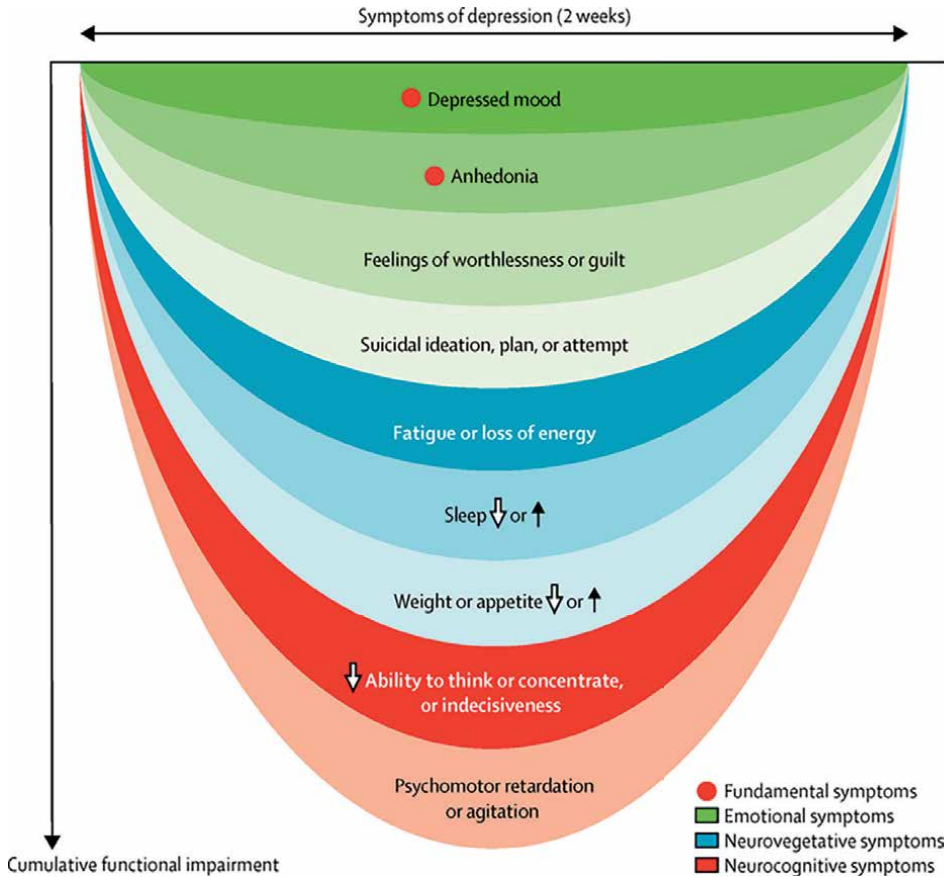 Symptoms of depression (2 weeks)
Depressed mood
Anhedonia
Feelings of worthlessness or guilt
Suicidal ideation, plan, or attempt
Fatigue or loss of energy
Sleep ⇩ or ↑
Weight or appetite ⇩ or ↑
⇩ Ability to think or concentrate,
or indecisiveness
Psychomotor retardation
or agitation
Fundamental symptoms
Emotional symptoms
Neurovegetative symptoms
Neurocognitive symptoms
Cumulative functional impairment